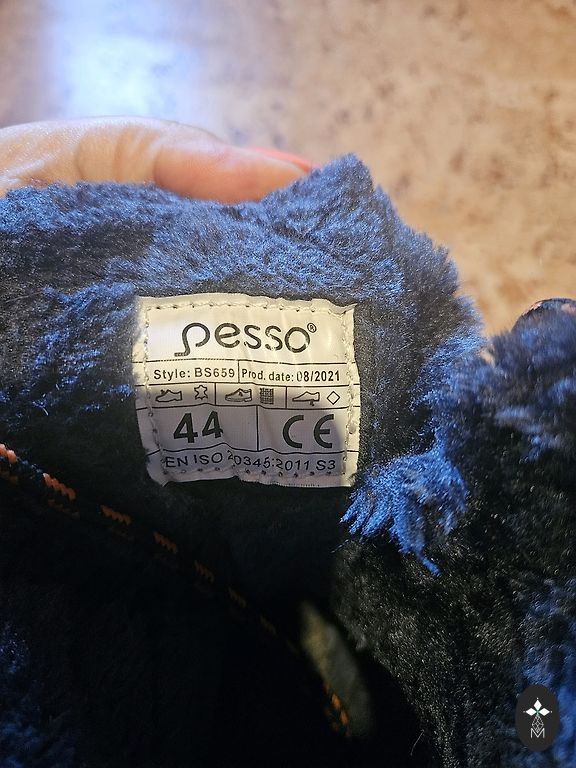 pesso®
Style: BS659 Prod. date: 08/2021
44 CE
EN ISO 20345:2011 S3
M